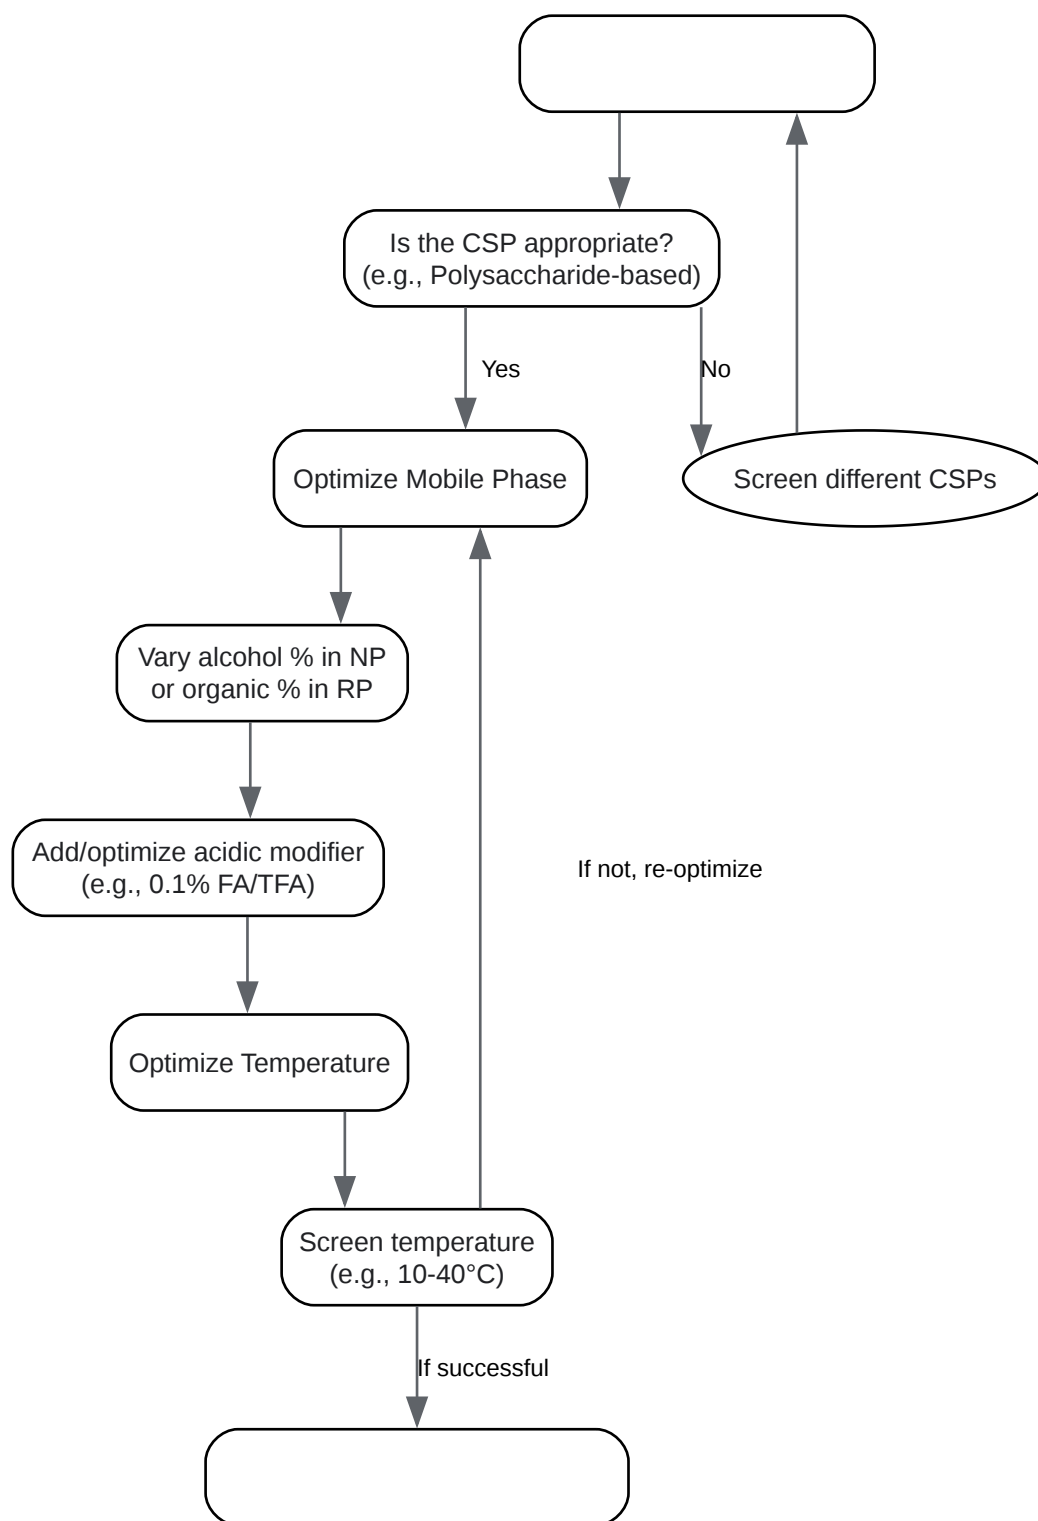 Is the CSP appropriate?
(e.g., Polysaccharide-based)
Yes
No
Optimize Mobile Phase
Screen different CSPs
Vary alcohol % in NP
or organic % in RP
Add/optimize acidic modifier
(e.g., 0.1% FA/TFA)
If not, re-optimize
Optimize Temperature
Screen temperature
(e.g., 10-40°C)
If successful